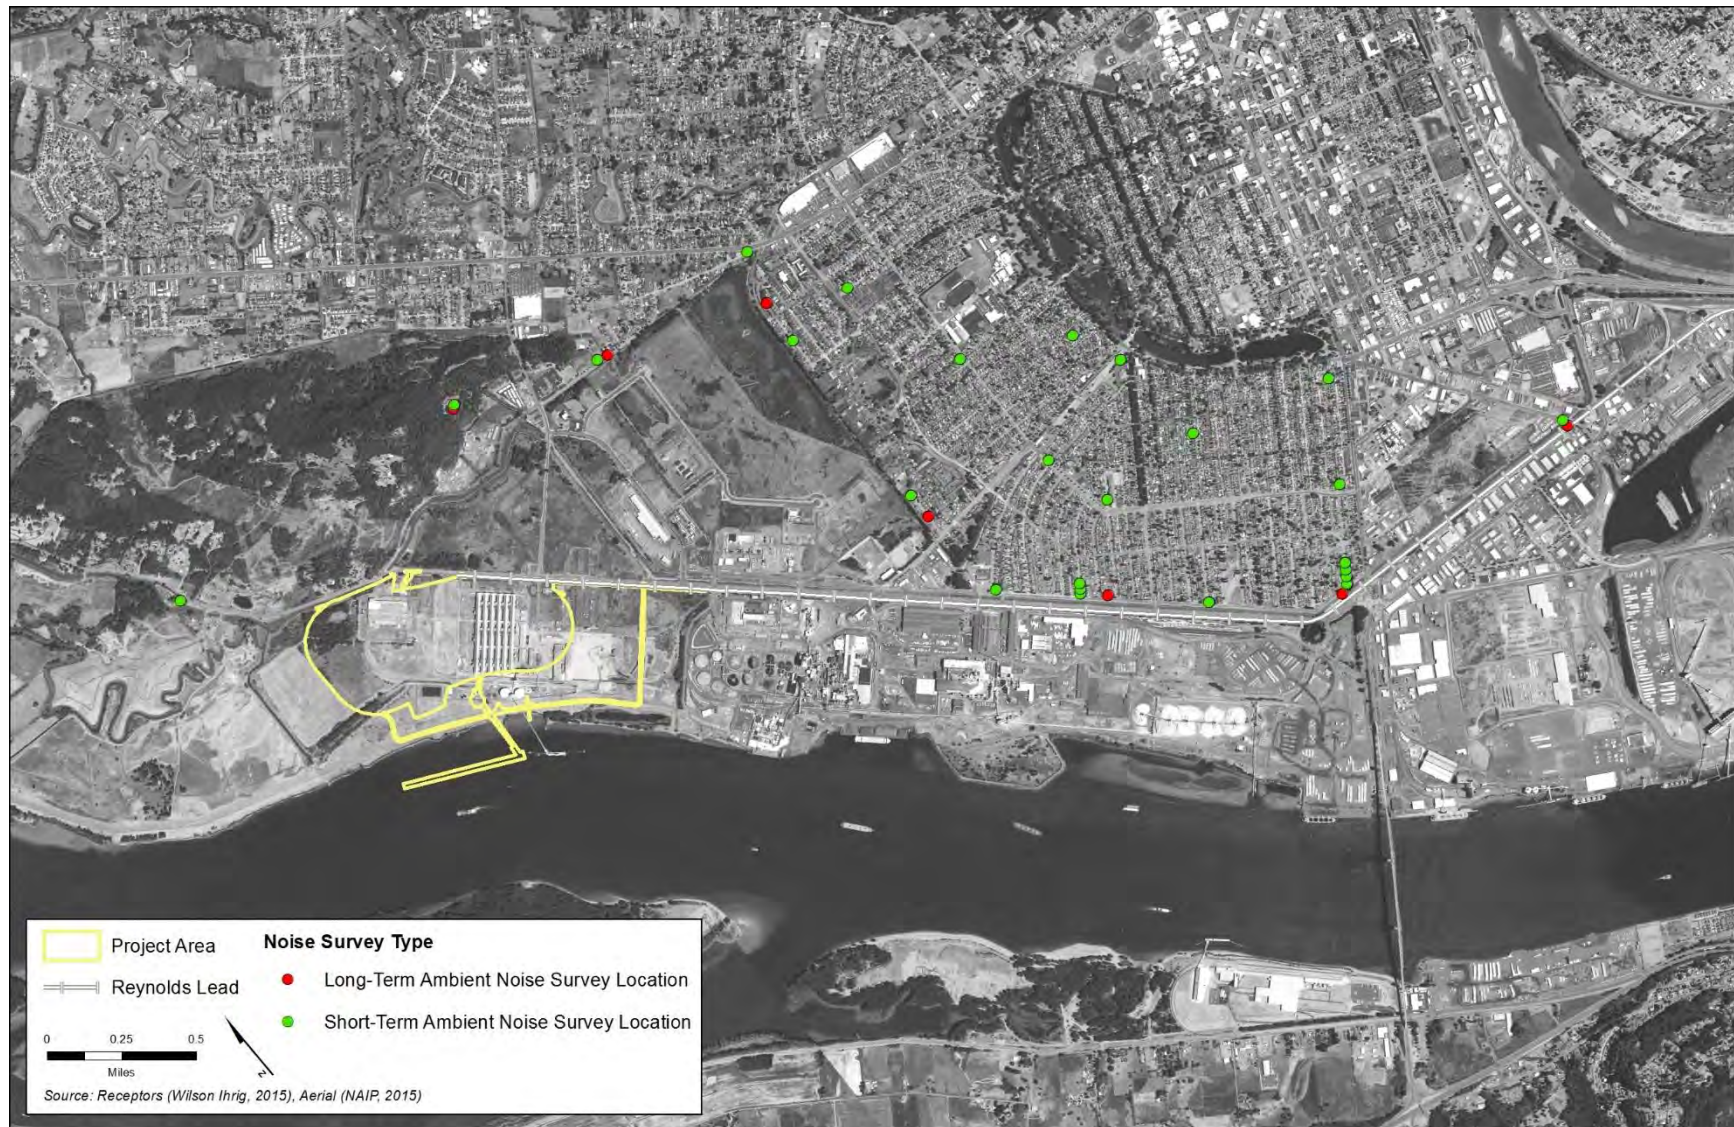 Project Area
Reynolds Lead
0 0.25 0.5
Miles
N
Noise Survey Type
Long-Term Ambient Noise Survey Location
Short-Term Ambient Noise Survey Location
Source: Receptors (Wilson Ihrig, 2015), Aerial (NAIP, 2015)